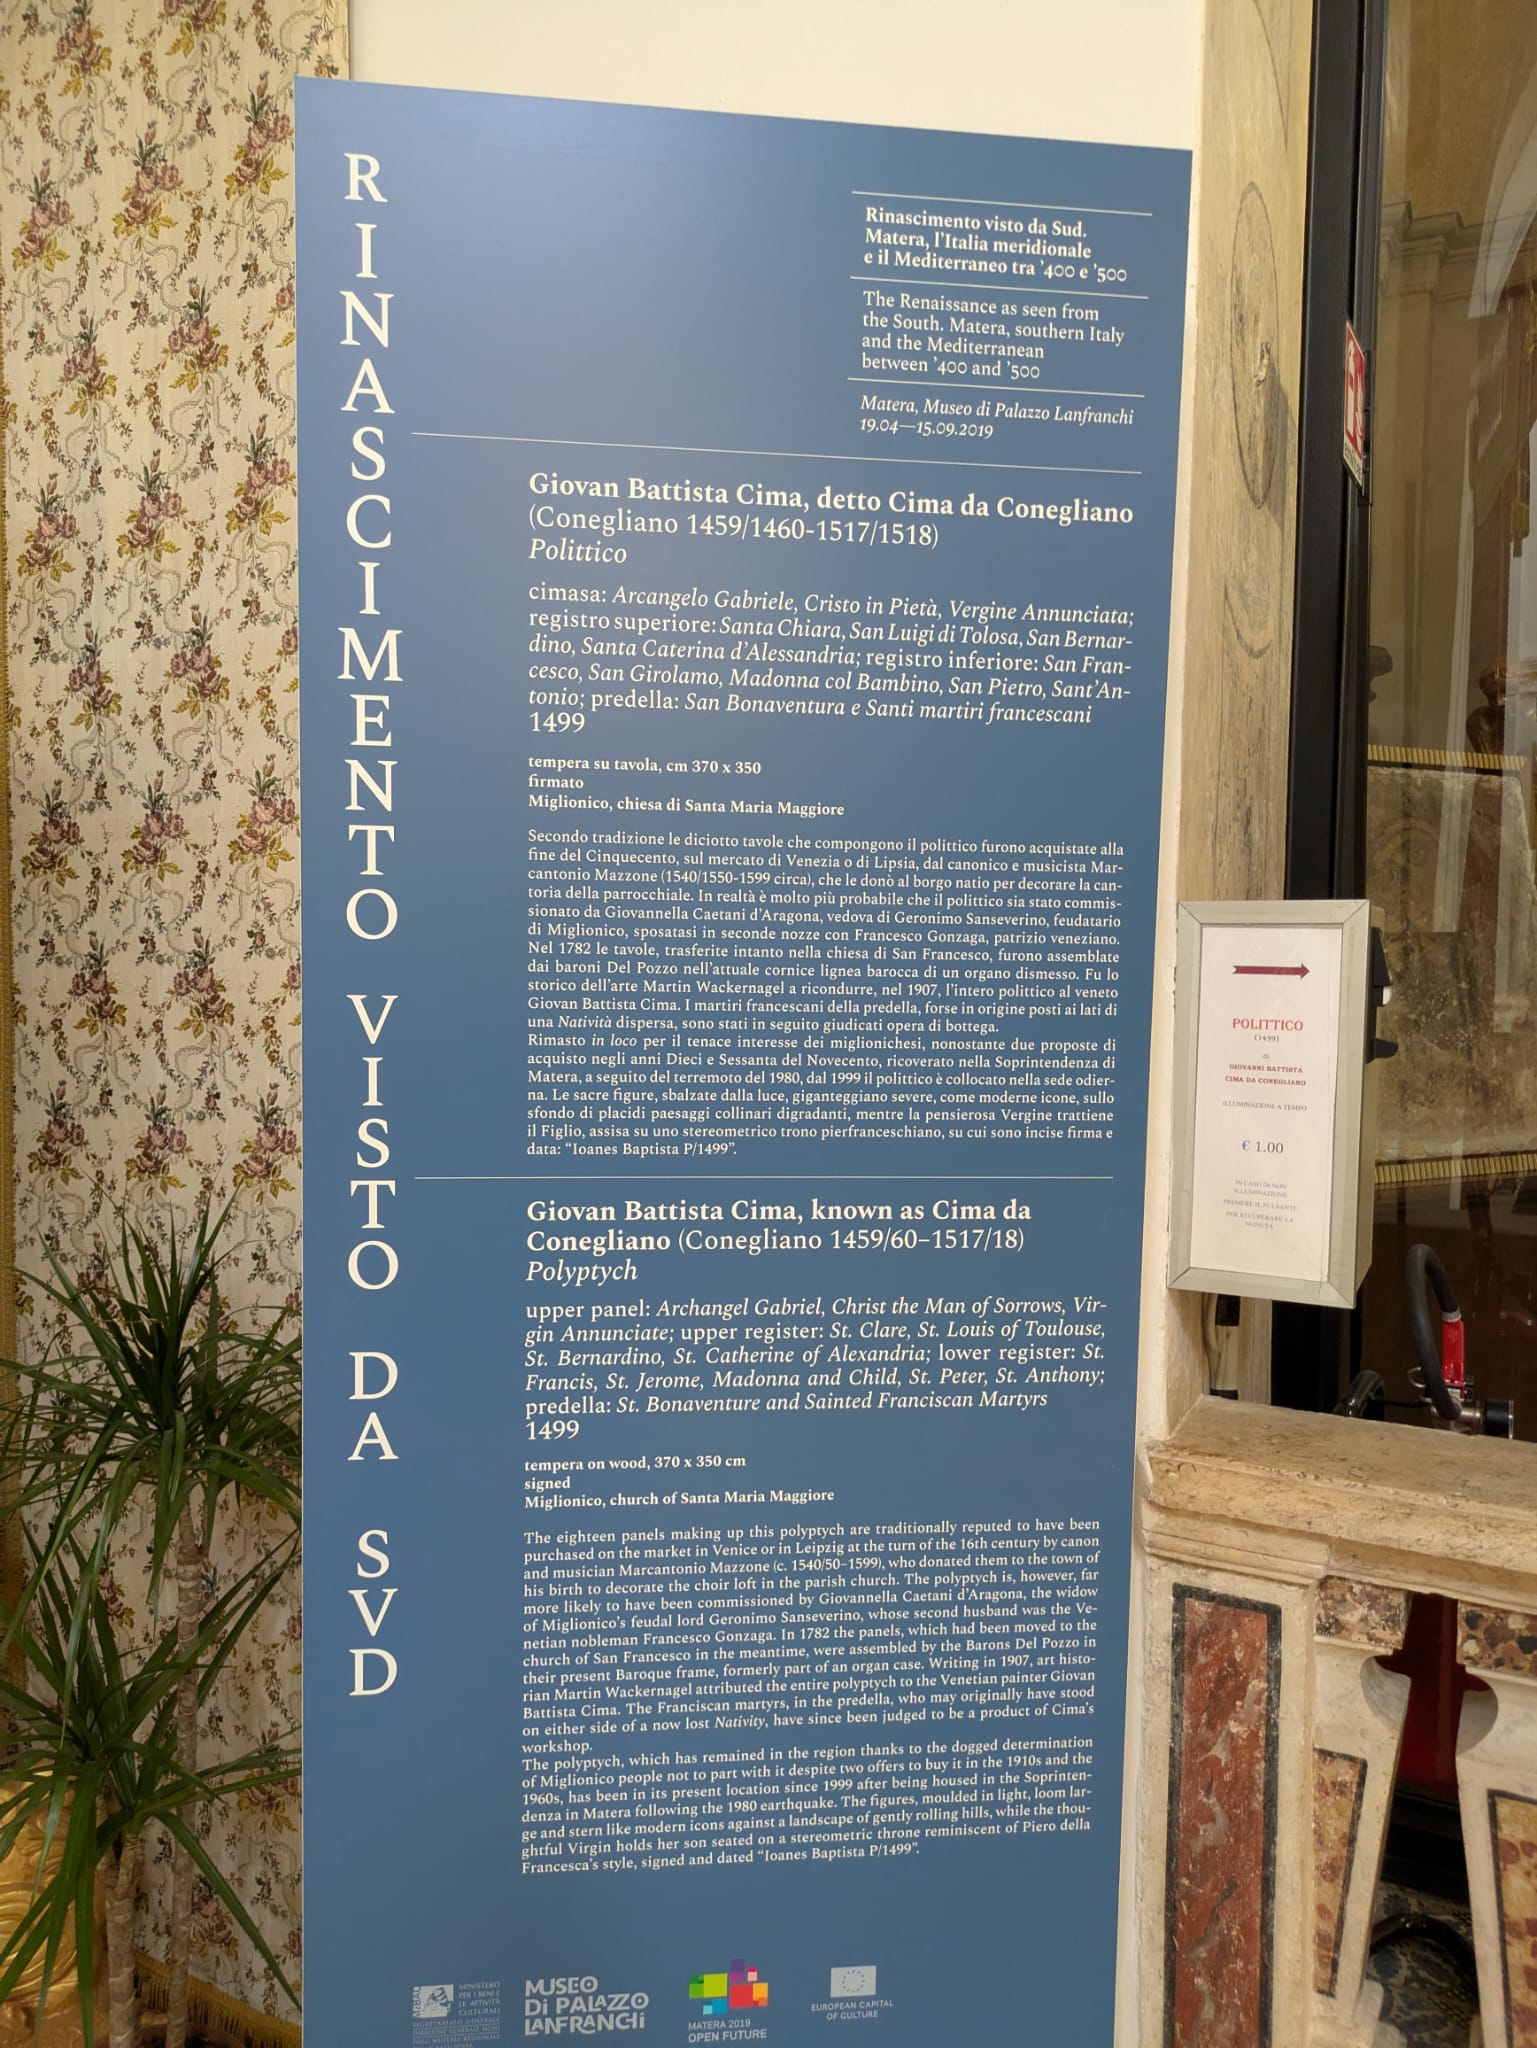 RINASCIMENTO VISTO DA SVD
Rinascimento visto da Sud.
Matera, l'Italia meridionale
e il Mediterraneo tra '400 e '500
The Renaissance as seen from
the South. Matera, southern Italy
and the Mediterranean
between '400 and '500
Matera, Museo di Palazzo Lanfranchi
19.04—15.09.2019
Giovan Battista Cima, detto Cima da Conegliano
(Conegliano 1459/1460-1517/1518)
Polittico
cimasa: Arcangelo Gabriele, Cristo in Pietà, Vergine Annunciata;
registro superiore: Santa Chiara, San Luigi di Tolosa, San Bernar-
dino, Santa Caterina d'Alessandria; registro inferiore: San Fran-
cesco, San Girolamo, Madonna col Bambino, San Pietro, Sant'An-
tonio; predella: San Bonaventura e Santi martiri francescani
1499
tempera su tavola, cm 370 x 350
firmato
Miglionico, chiesa di Santa Maria Maggiore
Secondo tradizione le diciotto tavole che compongono il polittico furono acquistate alla
fine del Cinquecento, sul mercato di Venezia o di Lipsia, dal canonico e musicista Mar-
cantonio Mazzone (1540/1550-1599 circa), che le donò al borgo natio per decorare la can-
toria della parrocchiale. In realtà è molto più probabile che il polittico sia stato commis-
sionato da Giovannella Caetani d'Aragona, vedova di Geronimo Sanseverino, feudatario
di Miglionico, sposatasi in seconde nozze con Francesco Gonzaga, patrizio veneziano.
Nel 1782 le tavole, trasferite intanto nella chiesa di San Francesco, furono assemblate
dai baroni Del Pozzo nell'attuale cornice lignea barocca di un organo dismesso. Fu lo
storico dell'arte Martin Wackernagel a ricondurre, nel 1907, l'intero polittico al veneto
Giovan Battista Cima. I martiri francescani della predella, forse in origine posti ai lati di
una Natività dispersa, sono stati in seguito giudicati opera di bottega.
Rimasto in loco per il tenace interesse dei miglionichesi, nonostante due proposte di
acquisto negli anni Dieci e Sessanta del Novecento, ricoverato nella Soprintendenza di
Matera, a seguito del terremoto del 1980, dal 1999 il polittico è collocato nella sede odier-
na. Le sacre figure, sbalzate dalla luce, giganteggiano severe, come moderne icone, sullo
sfondo di placidi paesaggi collinari digradanti, mentre la pensierosa Vergine trattiene
il Figlio, assisa su uno stereometrico trono pierfranceschiano, su cui sono incise firma e
data: "Ioanes Baptista P/1499".
Giovan Battista Cima, known as Cima da
Conegliano (Conegliano 1459/60–1517/18)
Polyptych
upper panel: Archangel Gabriel, Christ the Man of Sorrows, Vir-
gin Annunciate; upper register: St. Clare, St. Louis of Toulouse,
St. Bernardino, St. Catherine of Alexandria; lower register: St.
Francis, St. Jerome, Madonna and Child, St. Peter, St. Anthony;
predella: St. Bonaventure and Sainted Franciscan Martyrs
1499
tempera on wood, 370 x 350 cm
signed
Miglionico, church of Santa Maria Maggiore
The eighteen panels making up this polyptych are traditionally reputed to have been
purchased on the market in Venice or in Leipzig at the turn of the 16th century by canon
and musician Marcantonio Mazzone (c. 1540/50–1599), who donated them to the town of
his birth to decorate the choir loft in the parish church. The polyptych is, however, far
more likely to have been commissioned by Giovannella Caetani d'Aragona, the widow
of Miglionico's feudal lord Geronimo Sanseverino, whose second husband was the Ve-
netian nobleman Francesco Gonzaga. In 1782 the panels, which had been moved to the
church of San Francesco in the meantime, were assembled by the Barons Del Pozzo in
their present Baroque frame, formerly part of an organ case. Writing in 1907, art histo-
rian Martin Wackernagel attributed the entire polyptych to the Venetian painter Giovan
Battista Cima. The Franciscan martyrs, in the predella, who may originally have stood
on either side of a now lost Nativity, have since been judged to be a product of Cima's
workshop.
The polyptych, which has remained in the region thanks to the dogged determination
of Miglionico people not to part with it despite two offers to buy it in the 1910s and the
1960s, has been in its present location since 1999 after being housed in the Soprinten-
denza in Matera following the 1980 earthquake. The figures, moulded in light, loom lar-
ge and stern like modern icons against a landscape of gently rolling hills, while the thou-
ghtful Virgin holds her son seated on a stereometric throne reminiscent of Piero della
Francesca's style, signed and dated "Ioanes Baptista P/1499".
MINISTERO
PER I BENI E
LE ATTIVITÀ
CULTURALI
MUSEO
Di PALAZZO
LANFRANCHi
MATERA 2019
OPEN FUTURE
EUROPEAN CAPITAL
OF CULTURE
POLITTICO
(1499)
di
GIOVANNI BATTISTA
CIMA DA CONEGLIANO
ILLUMINAZIONE A TEMPO
€ 1.00
IN CASO DI NON
ILLUMINAZIONE
PREMERE IL PULSANTE
PER RECUPERARE LA
MONETA